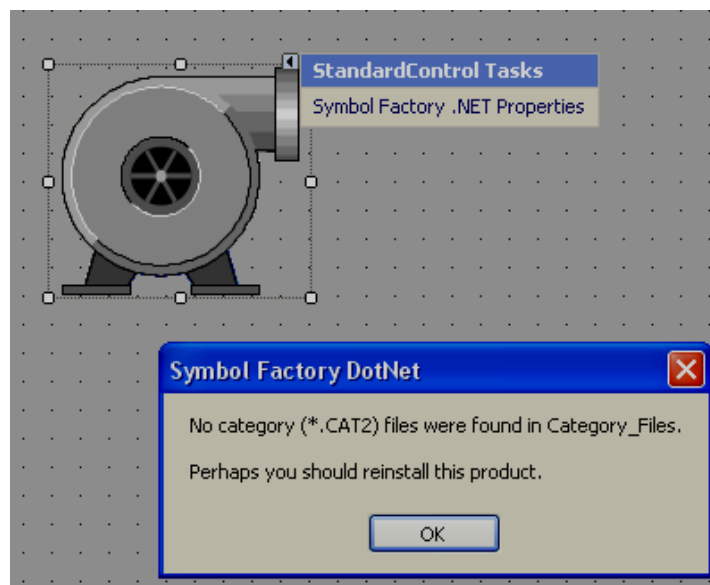 StandardControl Tasks
Symbol Factory .NET Properties
Symbol Factory DotNet
No category (*.CAT2) files were found in Category_Files.
Perhaps you should reinstall this product.
OK